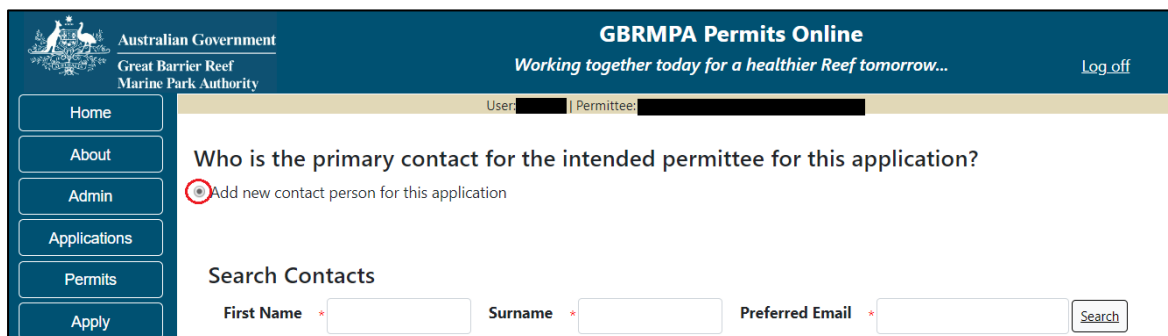 Australian Government
Great Barrier Reef
Marine Park Authority
GBRMPA Permits Online
Working together today for a healthier Reef tomorrow...
Log off
User: | Permittee:
Home
About
Admin
Applications
Permits
Apply
Who is the primary contact for the intended permittee for this application?
Add new contact person for this application
Search Contacts
First Name * Surname * Preferred Email * Search